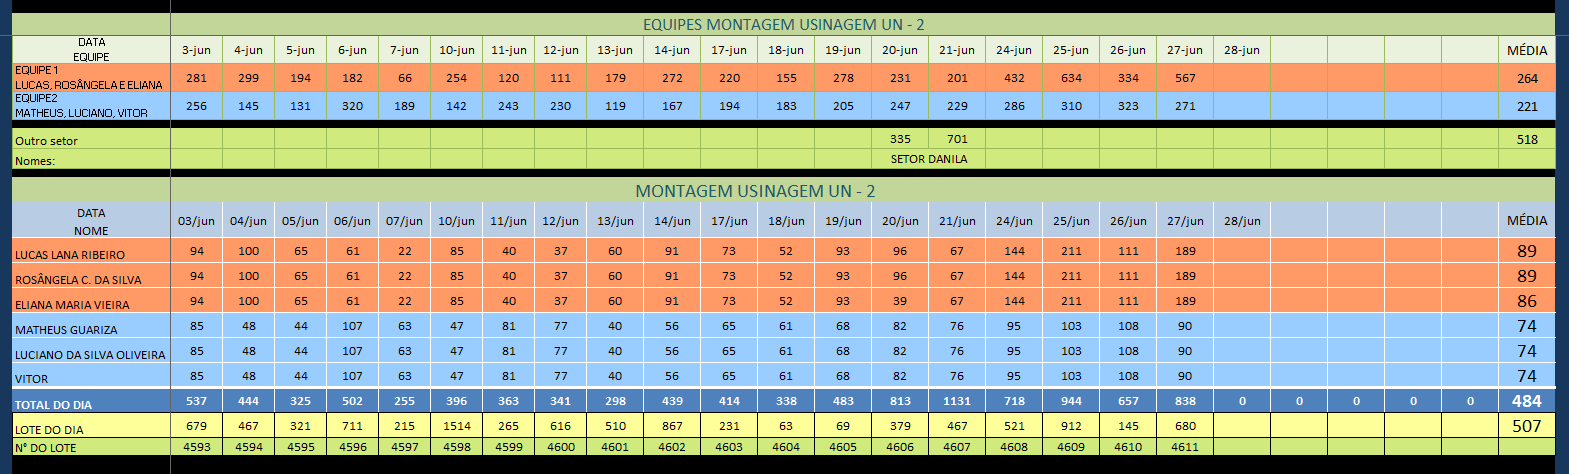 EQUIPES MONTAGEM USINAGEM UN - 2
DATA
EQUIPE
3-jun 4-jun 5-jun 6-jun 7-jun 10-jun 11-jun 12-jun 13-jun 14-jun 17-jun 18-jun 19-jun 20-jun 21-jun 24-jun 25-jun 26-jun 27-jun 28-jun MÉDIA
EQUIPE 1
LUCAS, ROSÂNGELA E ELIANA
281 299 194 182 66 254 120 111 179 272 220 155 278 231 201 432 634 334 567 264
EQUIPE2
MATHEUS, LUCIANO, VITOR
256 145 131 320 189 142 243 230 119 167 194 183 205 247 229 286 310 323 271 221
Outro setor 335 701 518
Nomes: SETOR DANILA
MONTAGEM USINAGEM UN - 2
DATA
NOME
03/jun 04/jun 05/jun 06/jun 07/jun 10/jun 11/jun 12/jun 13/jun 14/jun 17/jun 18/jun 19/jun 20/jun 21/jun 24/jun 25/jun 26/jun 27/jun 28/jun MÉDIA
LUCAS LANA RIBEIRO 94 100 65 61 22 85 40 37 60 91 73 52 93 96 67 144 211 111 189 89
ROSÂNGELA C. DA SILVA 94 100 65 61 22 85 40 37 60 91 73 52 93 96 67 144 211 111 189 89
ELIANA MARIA VIEIRA 94 100 65 61 22 85 40 37 60 91 73 52 93 39 67 144 211 111 189 86
MATHEUS GUARIZA 85 48 44 107 63 47 81 77 40 56 65 61 68 82 76 95 103 108 90 74
LUCIANO DA SILVA OLIVEIRA 85 48 44 107 63 47 81 77 40 56 65 61 68 82 76 95 103 108 90 74
VITOR 85 48 44 107 63 47 81 77 40 56 65 61 68 82 76 95 103 108 90 74
TOTAL DO DIA 537 444 325 502 255 396 363 341 298 439 414 338 483 813 1131 718 944 657 838 0 0 0 0 0 484
LOTE DO DIA 679 467 321 711 215 1514 265 616 510 867 231 63 69 379 467 521 912 145 680 507
N° DO LOTE 4593 4594 4595 4596 4597 4598 4599 4600 4601 4602 4603 4604 4605 4606 4607 4608 4609 4610 4611